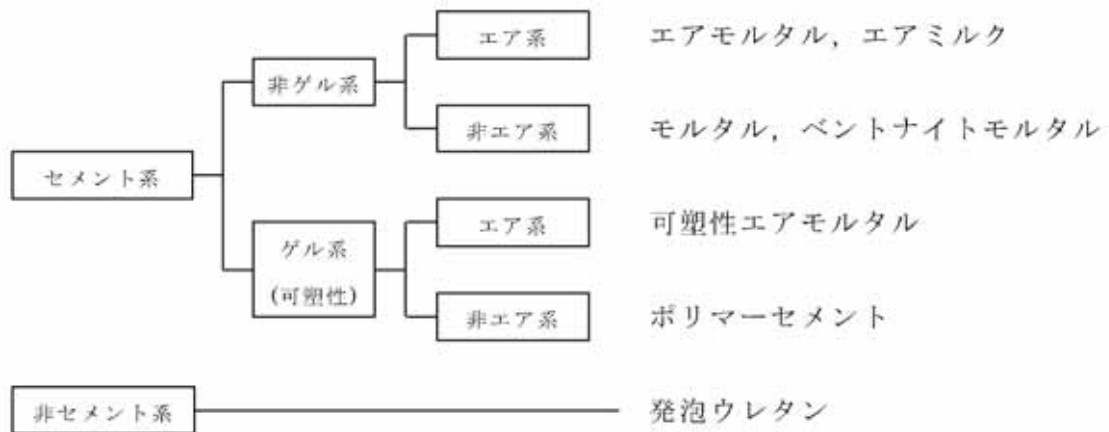 エア系 エアモルタル，エアミルク
非ゲル系
非エア系 モルタル，ベントナイトモルタル
セメント系
エア系 可塑性エアモルタル
ゲル系
(可塑性)
非エア系 ポリマーセメント
非セメント系 発泡ウレタン